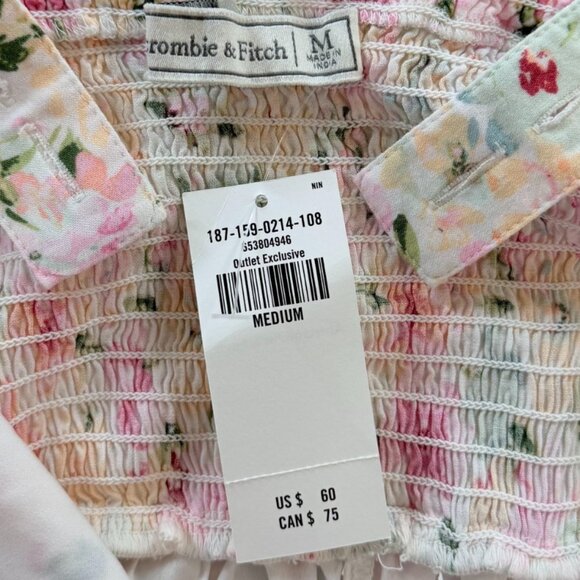 rombie & Fitch
M
MADE IN
INDIA
NIN
187-159-0214-108
653804946
Outlet Exclusive
MEDIUM
US $ 60
CAN $ 75